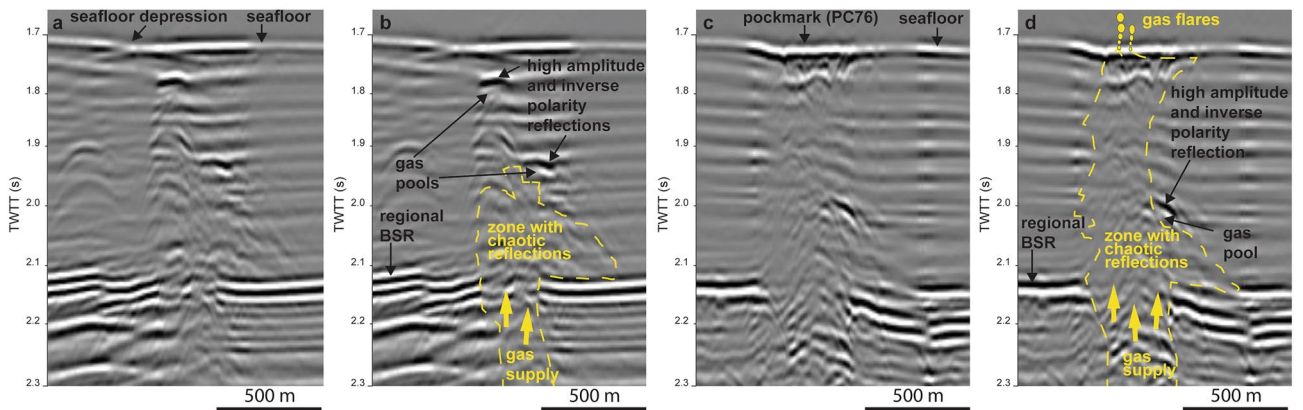 a
seafloor depression
seafloor
1.7
1.8
1.9
2.0
2.1
2.2
2.3
TWTT (s)
regional
BSR
500 m
b
1.7
1.8
1.9
2.0
2.1
2.2
2.3
TWTT (s)
high amplitude
and inverse
polarity
reflections
gas
pools
regional
BSR
zone with
chaotic
reflections
gas
supply
500 m
c
pockmark (PC76)
seafloor
1.7
1.8
1.9
2.0
2.1
2.2
2.3
TWTT (s)
500 m
d
gas flares
1.7
1.8
1.9
2.0
2.1
2.2
2.3
TWTT (s)
high amplitude
and inverse
polarity
reflection
regional
BSR
zone with
chaotic
reflections
gas
pool
gas
supply
500 m